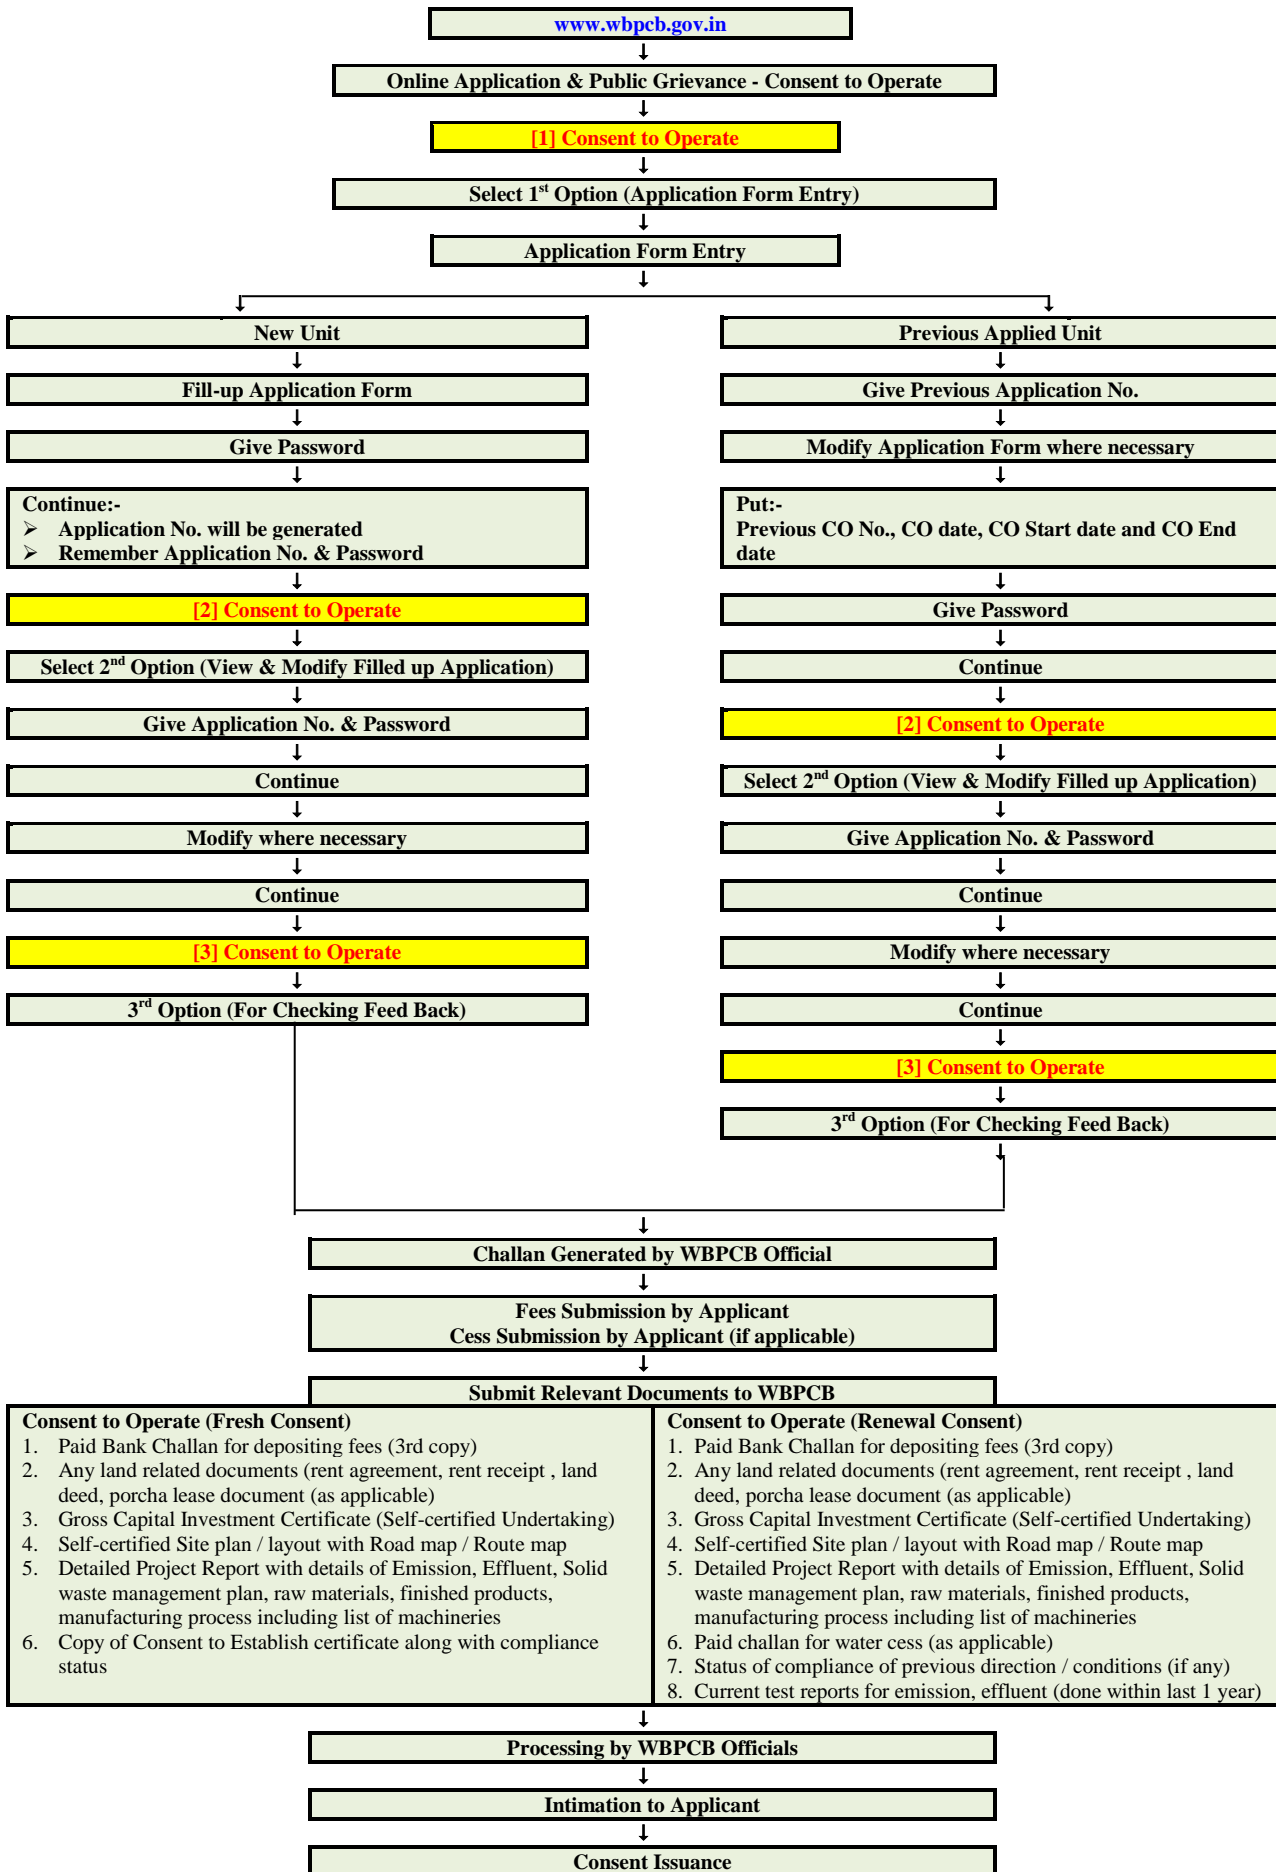 www.wbpcb.gov.in
Online Application & Public Grievance - Consent to Operate
[1] Consent to Operate
Select 1st Option (Application Form Entry)
Application Form Entry
New Unit
Fill-up Application Form
Give Password
Continue:-
➢ Application No. will be generated
➢ Remember Application No. & Password
[2] Consent to Operate
Select 2nd Option (View & Modify Filled up Application)
Give Application No. & Password
Continue
Modify where necessary
Continue
[3] Consent to Operate
3rd Option (For Checking Feed Back)
Previous Applied Unit
Give Previous Application No.
Modify Application Form where necessary
Put:-
Previous CO No., CO date, CO Start date and CO End
date
Give Password
Continue
[2] Consent to Operate
Select 2nd Option (View & Modify Filled up Application)
Give Application No. & Password
Continue
Modify where necessary
Continue
[3] Consent to Operate
3rd Option (For Checking Feed Back)
Challan Generated by WBPCB Official
Fees Submission by Applicant
Cess Submission by Applicant (if applicable)
Submit Relevant Documents to WBPCB
Consent to Operate (Fresh Consent)
1. Paid Bank Challan for depositing fees (3rd copy)
2. Any land related documents (rent agreement, rent receipt , land
deed, porcha lease document (as applicable)
3. Gross Capital Investment Certificate (Self-certified Undertaking)
4. Self-certified Site plan / layout with Road map / Route map
5. Detailed Project Report with details of Emission, Effluent, Solid
waste management plan, raw materials, finished products,
manufacturing process including list of machineries
6. Copy of Consent to Establish certificate along with compliance
status
Consent to Operate (Renewal Consent)
1. Paid Bank Challan for depositing fees (3rd copy)
2. Any land related documents (rent agreement, rent receipt , land
deed, porcha lease document (as applicable)
3. Gross Capital Investment Certificate (Self-certified Undertaking)
4. Self-certified Site plan / layout with Road map / Route map
5. Detailed Project Report with details of Emission, Effluent, Solid
waste management plan, raw materials, finished products,
manufacturing process including list of machineries
6. Paid challan for water cess (as applicable)
7. Status of compliance of previous direction / conditions (if any)
8. Current test reports for emission, effluent (done within last 1 year)
Processing by WBPCB Officials
Intimation to Applicant
Consent Issuance